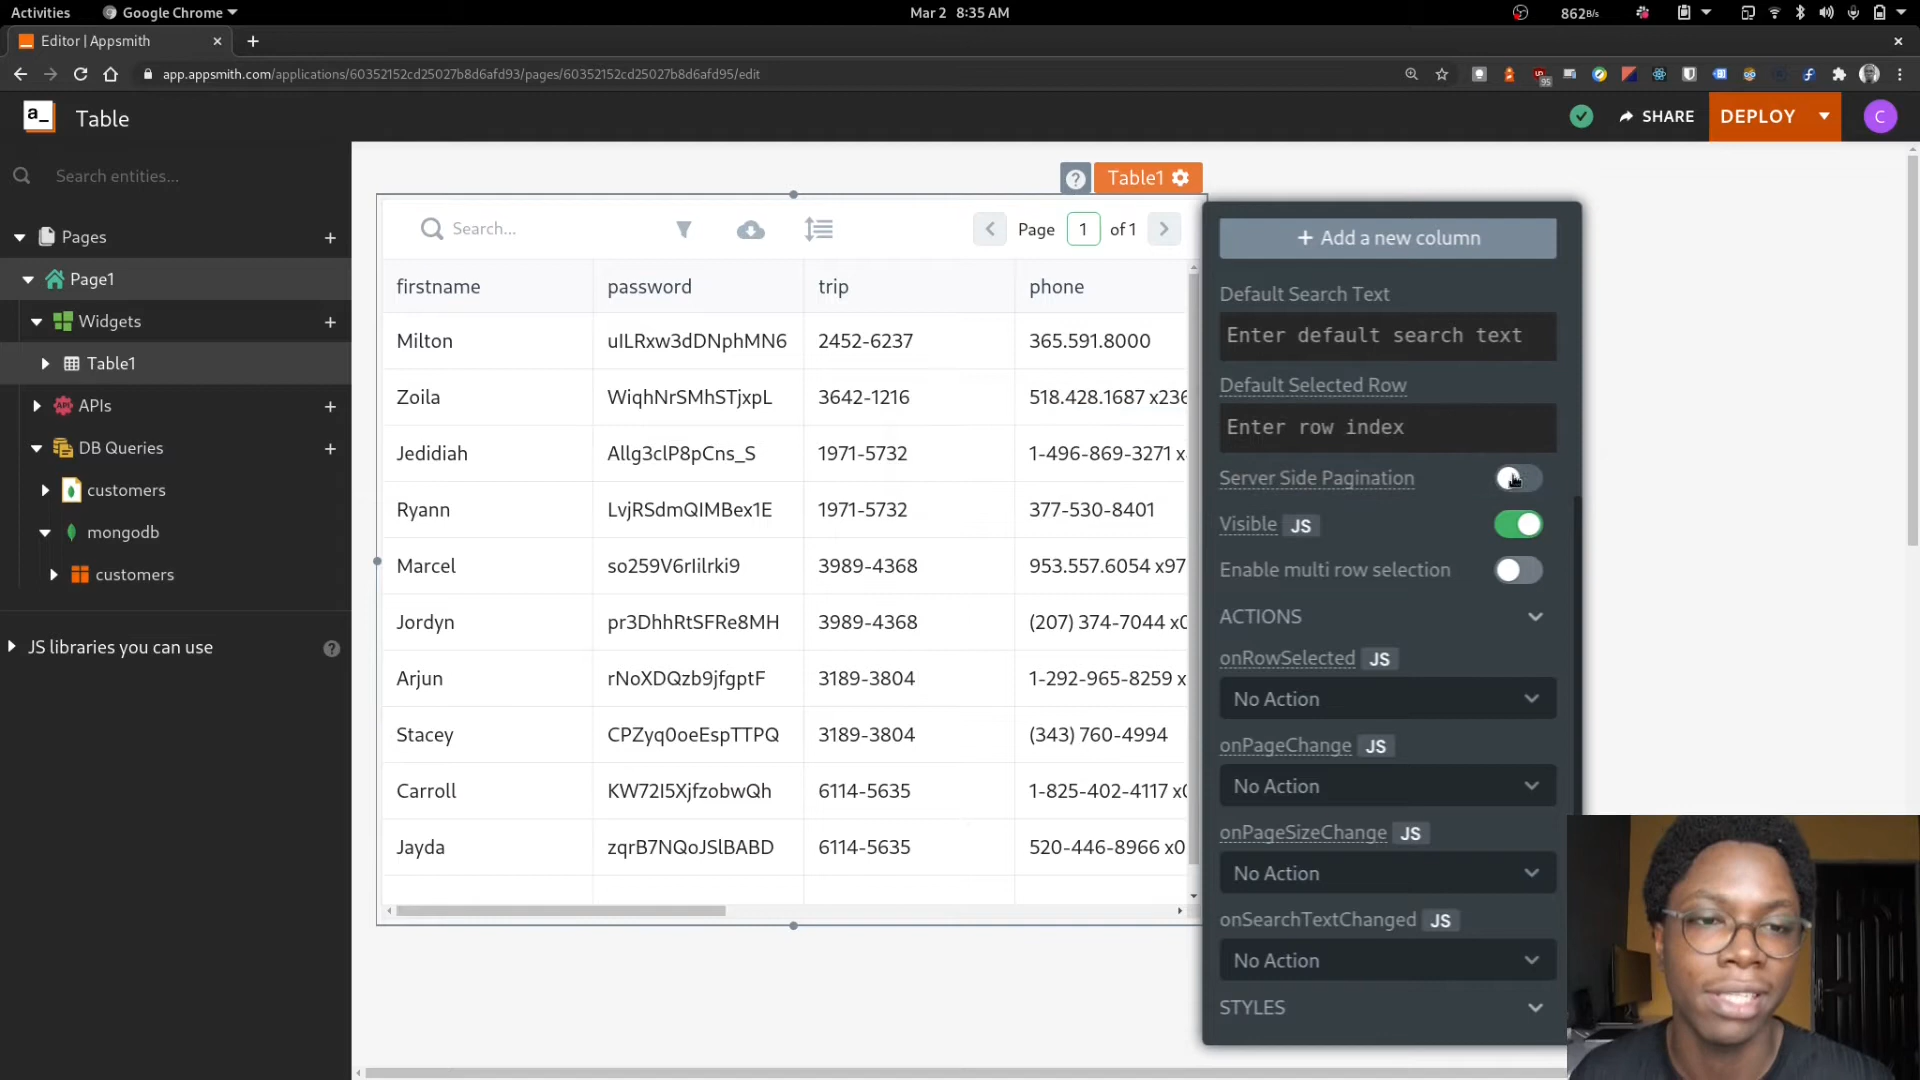 Activities
Google Chrome
Mar 2 8:35 AM
862B/s
Editor | Appsmith
app.appsmith.com/applications/60352152cd25027b8d6afd93/pages/60352152cd25027b8d6afd95/edit
95
a_
Table
SHARE
DEPLOY
C
Search entities...
Pages
Page1
Widgets
Table1
APIs
DB Queries
customers
mongodb
customers
JS libraries you can use
?
? Table1
Search...
Page 1 of 1
firstname password trip phone
Milton uILRxw3dDNphMN6 2452-6237 365.591.8000
Zoila WiqhNrSMhSTjxpL 3642-1216 518.428.1687 x236
Jedidiah Allg3clP8pCns_S 1971-5732 1-496-869-3271 x
Ryann LvjRSdmQIMBex1E 1971-5732 377-530-8401
Marcel so259V6rIilrki9 3989-4368 953.557.6054 x97
Jordyn pr3DhhRtSFRe8MH 3989-4368 (207) 374-7044 x0
Arjun rNoXDQzb9jfgptF 3189-3804 1-292-965-8259 x
Stacey CPZyq0oeEspTTPQ 3189-3804 (343) 760-4994
Carroll KW72I5XjfzobwQh 6114-5635 1-825-402-4117 x0
Jayda zqrB7NQoJSlBABD 6114-5635 520-446-8966 x0
+ Add a new column
Default Search Text
Enter default search text
Default Selected Row
Enter row index
Server Side Pagination
Visible JS
Enable multi row selection
ACTIONS
onRowSelected JS
No Action
onPageChange JS
No Action
onPageSizeChange JS
No Action
onSearchTextChanged JS
No Action
STYLES